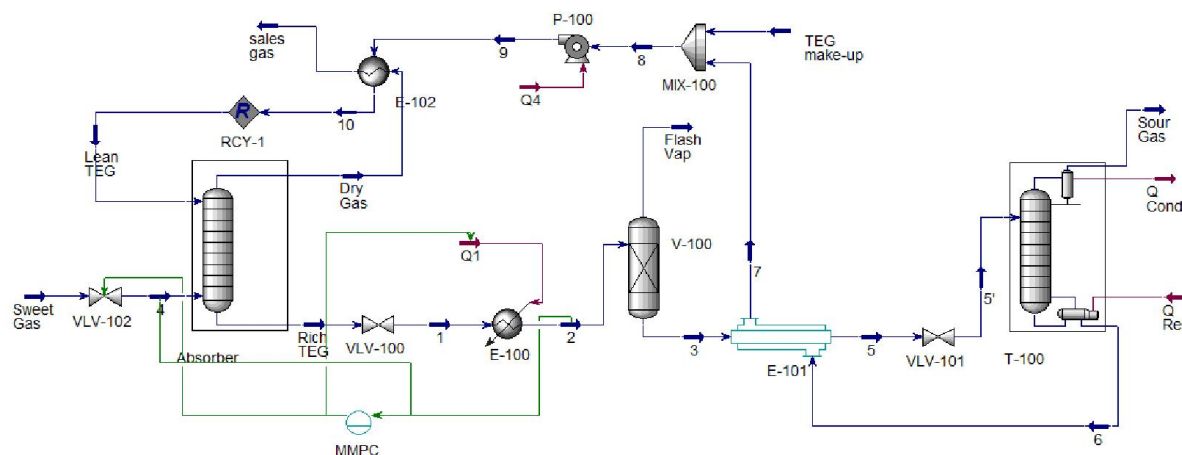 sales
gas
P-100
9
8
TEG
make-up
MIX-100
Q4
E-102
R
RCY-1
10
Lean
TEG
Dry
Gas
Flash
Vap
Sour
Gas
Q
Cond
V-100
7
5'
Q1
Sweet
Gas
VLV-102
4
Absorber
Rich
TEG
VLV-100
1
E-100
2
3
E-101
5
VLV-101
T-100
Q
Re
6
MMPC